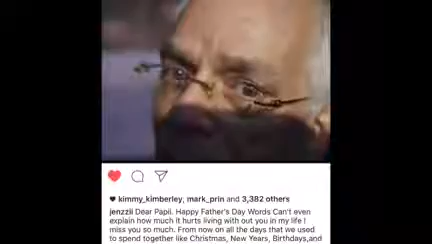 kimmy_kimberley, mark_prin and 3,382 others
jenzzii Dear Papii. Happy Father's Day Words Can't even
explain how much it hurts living with out you in my life I
miss you so much. From now on all the days that we used
to spend together like Christmas, New Years, Birthdays,and